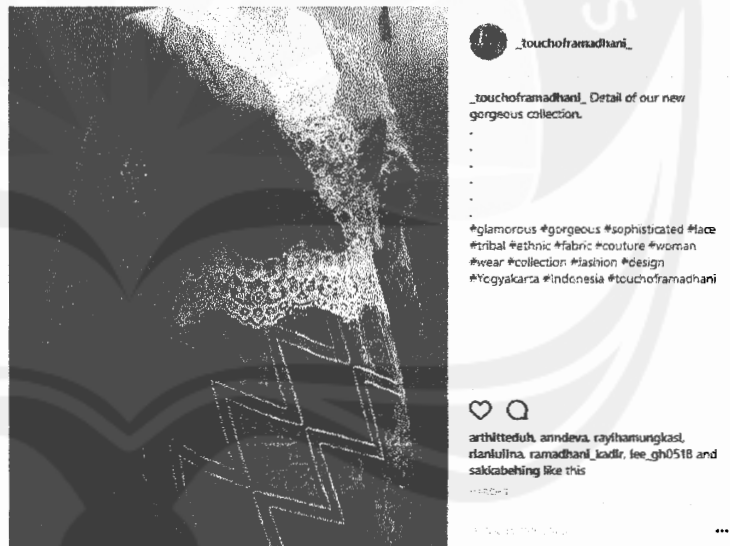 _touchoframadhani_
_touchoframadhani_ Detail of our new
gorgeous collection.
.
.
.
.
.
.
#glamorous #gorgeous #sophisticated #lace
#tribal #ethnic #fabric #couture #woman
#wear #collection #fashion #design
#Yogyakarta #Indonesia #touchoframadhani
arthitteduh, anndeva, rayihamungkasi,
rianlulina, ramadhani_kadir, fee_gh0518 and
sakkabehing like this